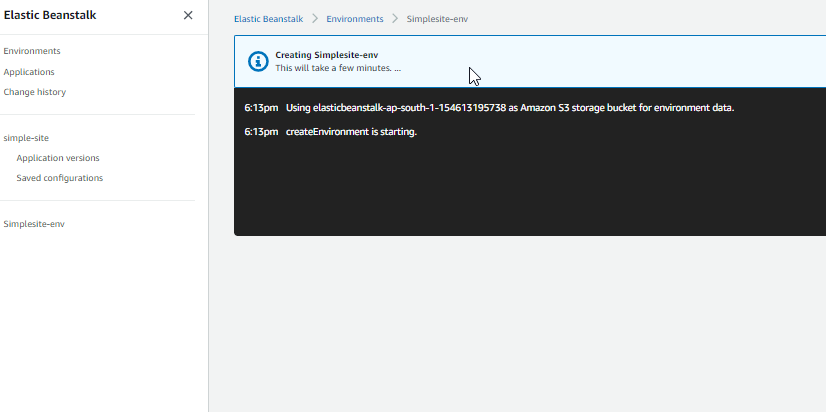 Elastic Beanstalk
Environments
Applications
Change history
simple-site
Application versions
Saved configurations
Simplesite-env
Elastic Beanstalk > Environments > Simplesite-env
Creating Simplesite-env
This will take a few minutes. ...
6:13pm Using elasticbeanstalk-ap-south-1-154613195738 as Amazon S3 storage bucket for environment data.
6:13pm createEnvironment is starting.